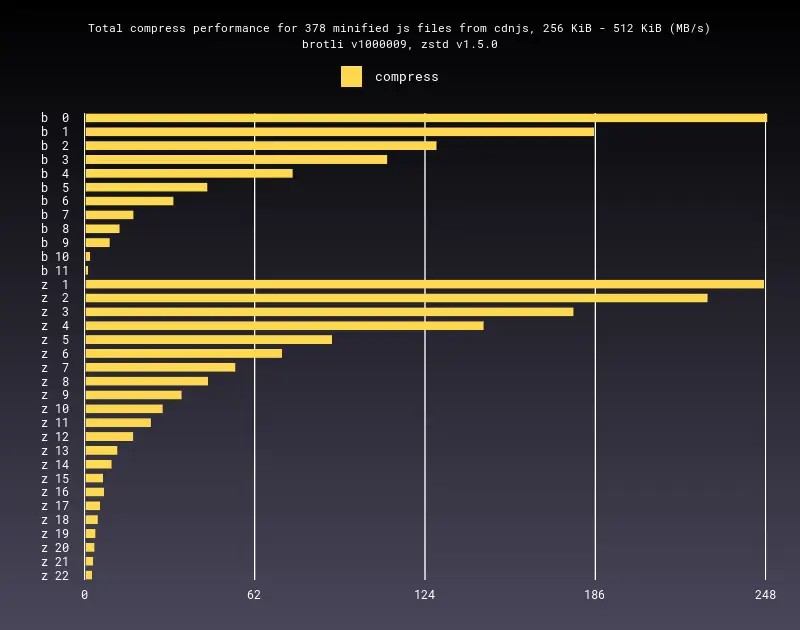 Total compress performance for 378 minified js files from cdnjs, 256 KiB - 512 KiB (MB/s)
brotli v1000009, zstd v1.5.0
compress
b 0
b 1
b 2
b 3
b 4
b 5
b 6
b 7
b 8
b 9
b 10
b 11
z 1
z 2
z 3
z 4
z 5
z 6
z 7
z 8
z 9
z 10
z 11
z 12
z 13
z 14
z 15
z 16
z 17
z 18
z 19
z 20
z 21
z 22
0 62 124 186 248